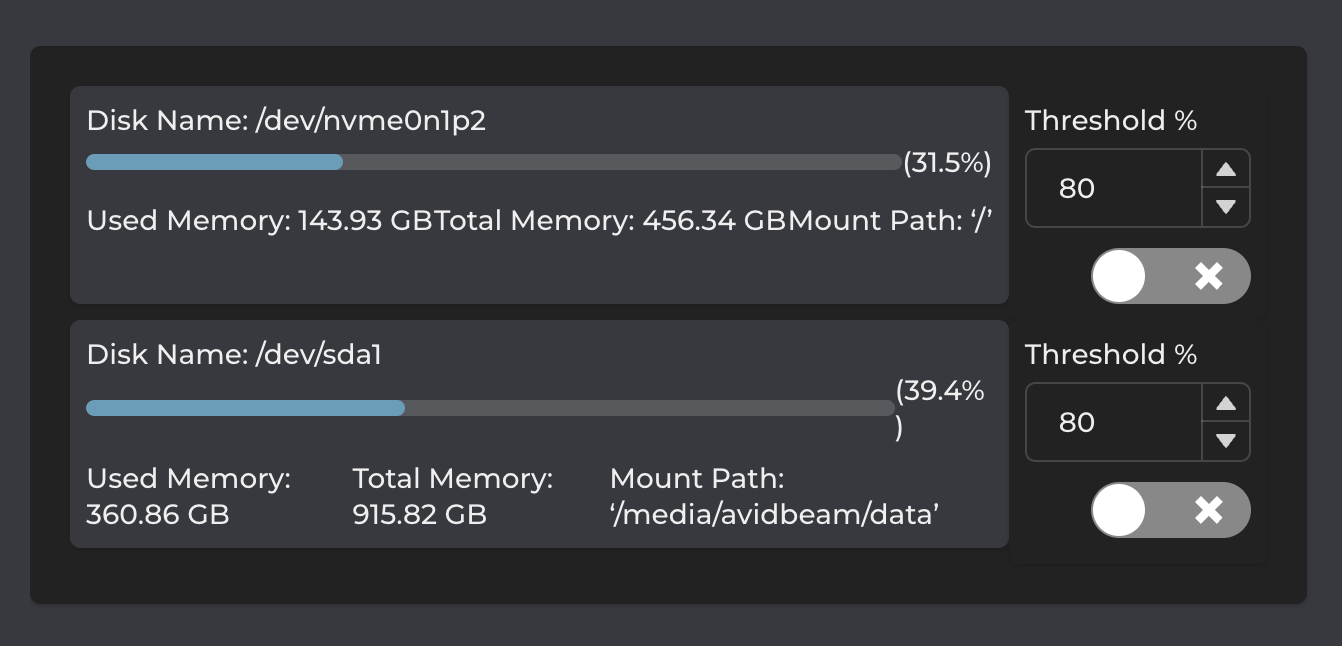 Disk Name: /dev/nvme0n1p2
Threshold %
(31.5%)
80
Used Memory: 143.93 GBTotal Memory: 456.34 GBMount Path: ‘/’
Disk Name: /dev/sda1
Threshold %
(39.4%
)
80
Used Memory:
360.86 GB
Total Memory:
915.82 GB
Mount Path:
‘/media/avidbeam/data’